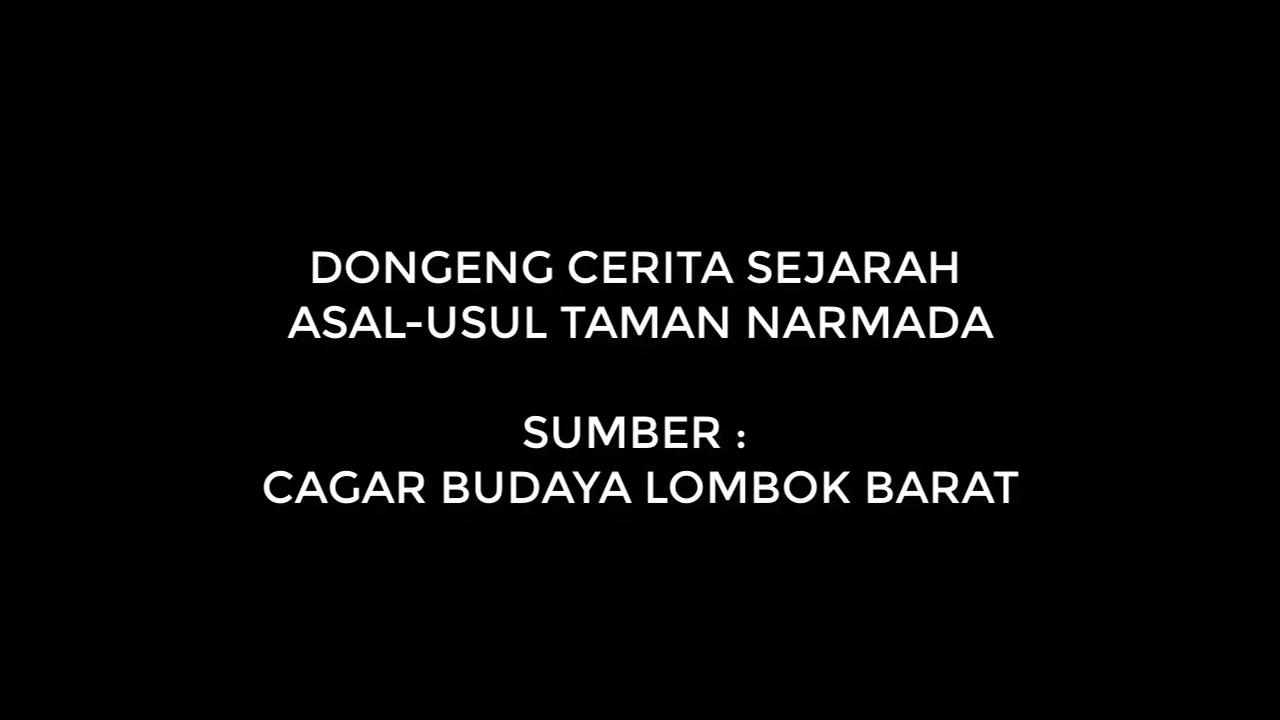 DONGENG CERITA SEJARAH
ASAL-USUL TAMAN NARMADA
SUMBER :
CAGAR BUDAYA LOMBOK BARAT